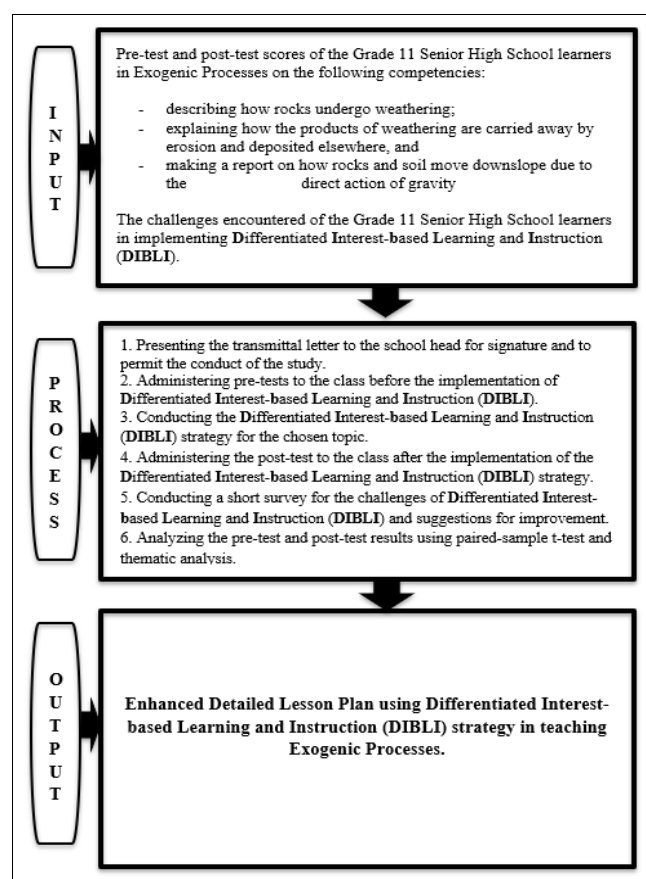 I
N
P
U
T
Pre-test and post-test scores of the Grade 11 Senior High School learners
in Exogenic Processes on the following competencies:
- describing how rocks undergo weathering;
- explaining how the products of weathering are carried away by
erosion and deposited elsewhere, and
- making a report on how rocks and soil move downslope due to
the direct action of gravity
The challenges encountered of the Grade 11 Senior High School learners
in implementing Differentiated Interest-based Learning and Instruction
(DIBLI).
P
R
O
C
E
S
S
1. Presenting the transmittal letter to the school head for signature and to
permit the conduct of the study.
2. Administering pre-tests to the class before the implementation of
Differentiated Interest-based Learning and Instruction (DIBLI).
3. Conducting the Differentiated Interest-based Learning and Instruction
(DIBLI) strategy for the chosen topic.
4. Administering the post-test to the class after the implementation of the
Differentiated Interest-based Learning and Instruction (DIBLI) strategy.
5. Conducting a short survey for the challenges of Differentiated Interest-
based Learning and Instruction (DIBLI) and suggestions for improvement.
6. Analyzing the pre-test and post-test results using paired-sample t-test and
thematic analysis.
O
U
T
P
U
T
Enhanced Detailed Lesson Plan using Differentiated Interest-
based Learning and Instruction (DIBLI) strategy in teaching
Exogenic Processes.